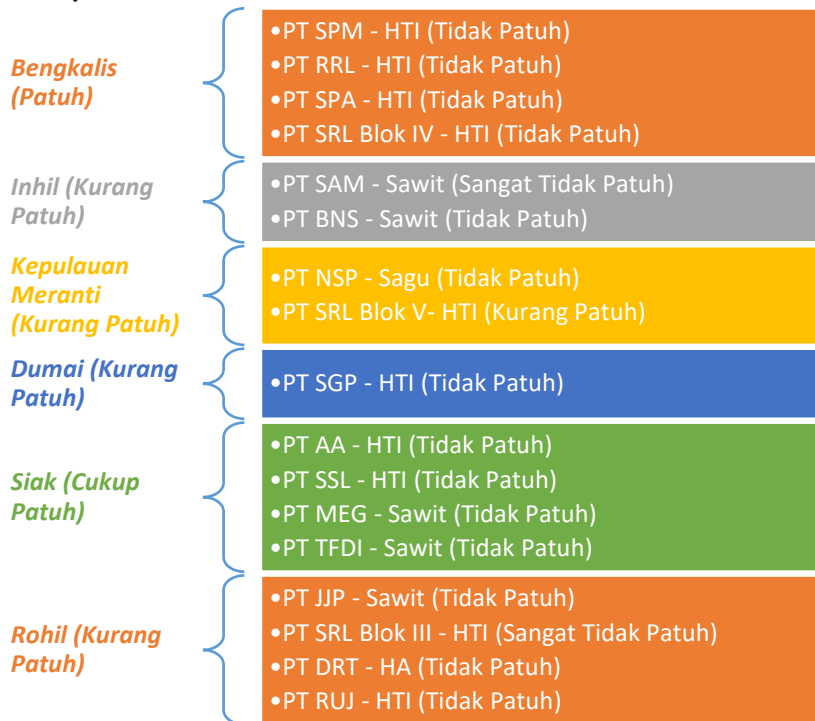 Bengkalis
(Patuh)
•PT SPM - HTI (Tidak Patuh)
•PT RRL - HTI (Tidak Patuh)
•PT SPA - HTI (Tidak Patuh)
•PT SRL Blok IV - HTI (Tidak Patuh)
Inhil (Kurang
Patuh)
•PT SAM - Sawit (Sangat Tidak Patuh)
•PT BNS - Sawit (Tidak Patuh)
Kepulauan
Meranti
(Kurang Patuh)
•PT NSP - Sagu (Tidak Patuh)
•PT SRL Blok V- HTI (Kurang Patuh)
Dumai (Kurang
Patuh)
•PT SGP - HTI (Tidak Patuh)
Siak (Cukup
Patuh)
•PT AA - HTI (Tidak Patuh)
•PT SSL - HTI (Tidak Patuh)
•PT MEG - Sawit (Tidak Patuh)
•PT TFDI - Sawit (Tidak Patuh)
Rohil (Kurang
Patuh)
•PT JJP - Sawit (Tidak Patuh)
•PT SRL Blok III - HTI (Sangat Tidak Patuh)
•PT DRT - HA (Tidak Patuh)
•PT RUJ - HTI (Tidak Patuh)